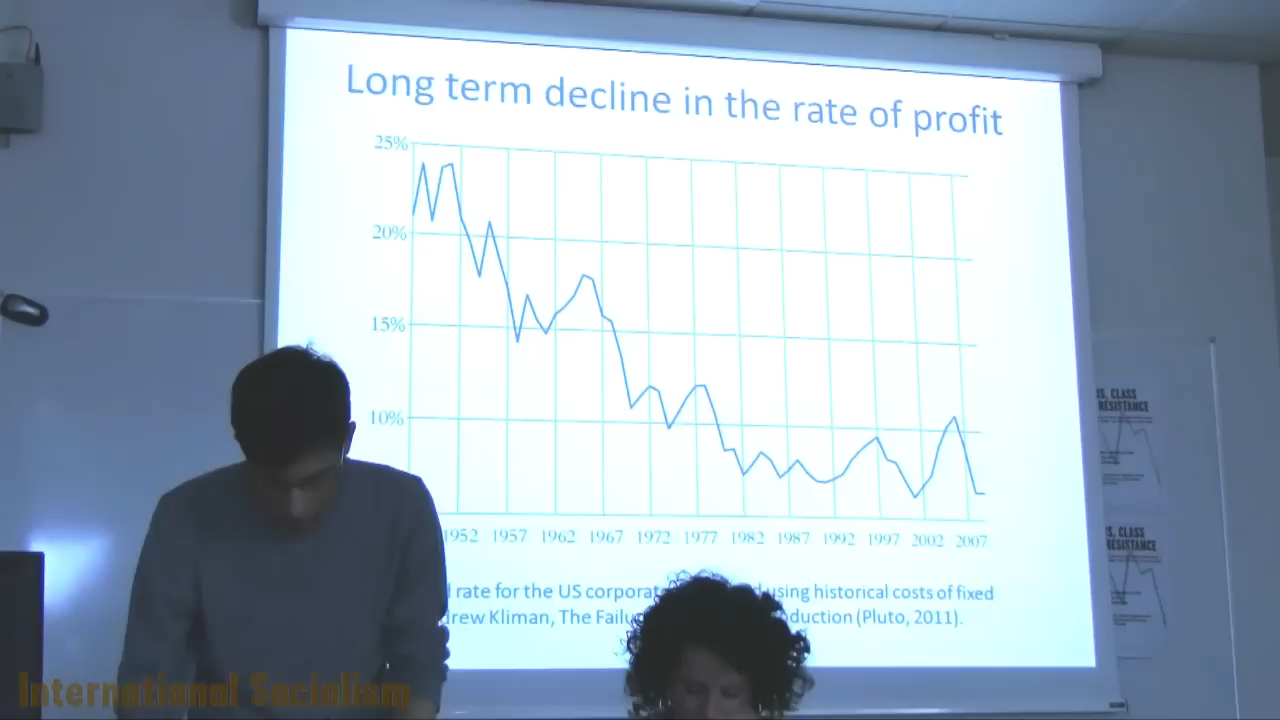 Long term decline in the rate of profit
25%
20%
15%
10%
1952 1957 1962 1967 1972 1977 1982 1987 1992 1997 2002 2007
rate for the US corporat using historical costs of fixed
drew Kliman, The Failu duction (Pluto, 2011).
S, CLASS
RESISTANCE
S, CLASS
RESISTANCE
International Socialism